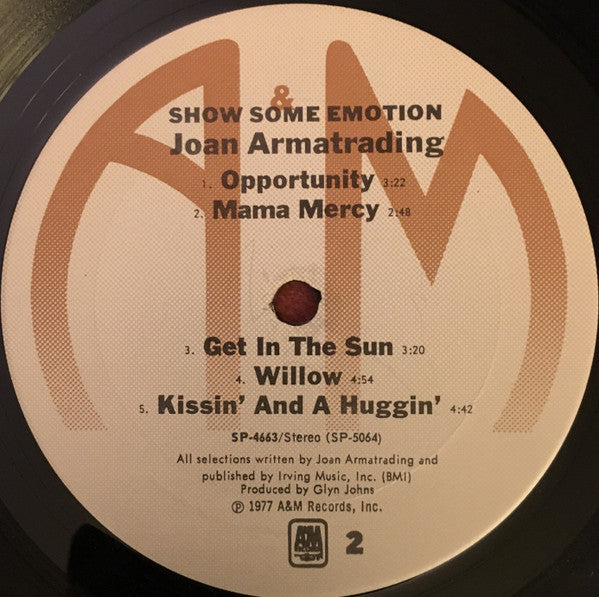 A&M
SHOW SOME EMOTION
Joan Armatrading
1. Opportunity 3:22
2. Mama Mercy 2:48
3. Get In The Sun 3:20
4. Willow 4:54
5. Kissin' And A Huggin' 4:42
SP-4663/Stereo (SP-5064)
All selections written by Joan Armatrading and
published by Irving Music, Inc. (BMI)
Produced by Glyn Johns
℗ 1977 A&M Records, Inc.
A&M RECORDS 2